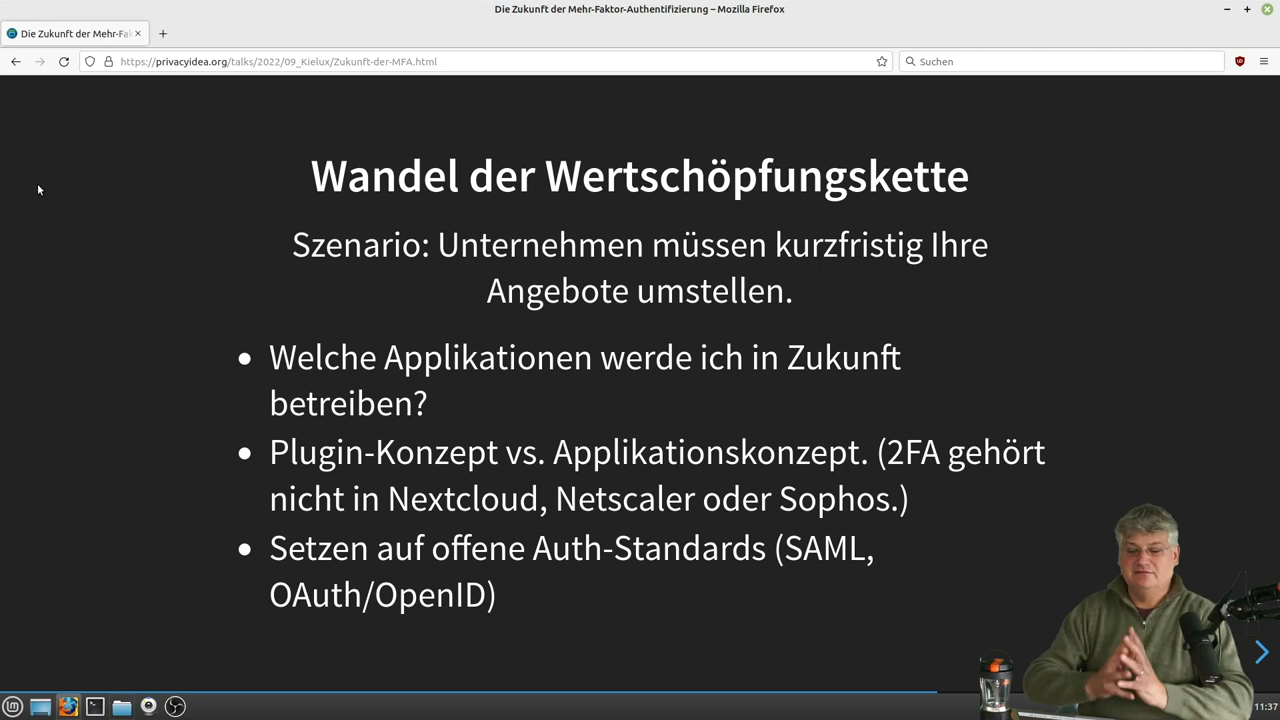 Die Zukunft der Mehr-Faktor-Authentifizierung – Mozilla Firefox
Die Zukunft der Mehr-Fa
https://privacyidea.org/talks/2022/09_Kielux/Zukunft-der-MFA.html
Suchen
Wandel der Wertschöpfungskette
Szenario: Unternehmen müssen kurzfristig Ihre
Angebote umstellen.
• Welche Applikationen werde ich in Zukunft
betreiben?
• Plugin-Konzept vs. Applikationskonzept. (2FA gehört
nicht in Nextcloud, Netscaler oder Sophos.)
• Setzen auf offene Auth-Standards (SAML,
OAuth/OpenID)
11:37